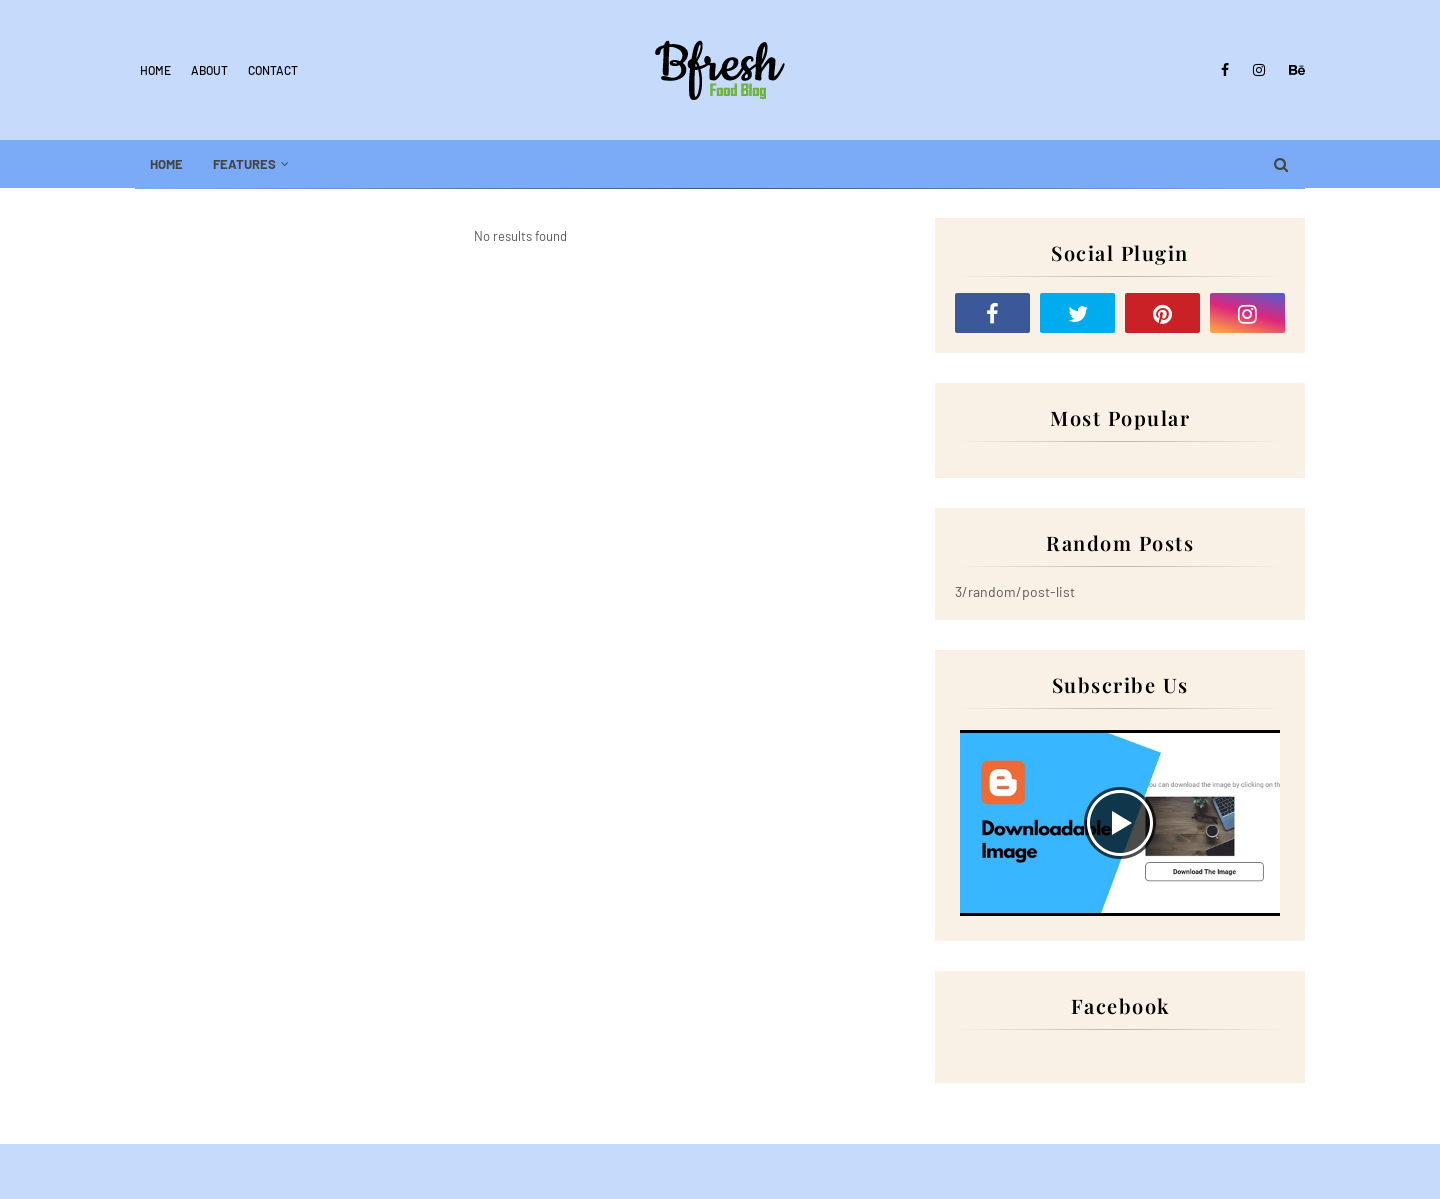 HOME ABOUT CONTACT
Bfresh
Food Blog
Bē
HOME FEATURES
No results found
Social Plugin
Most Popular
Random Posts
3/random/post-list
Subscribe Us
ou can download the image by clicking on th
Downloadable
Image
Download The Image
Facebook